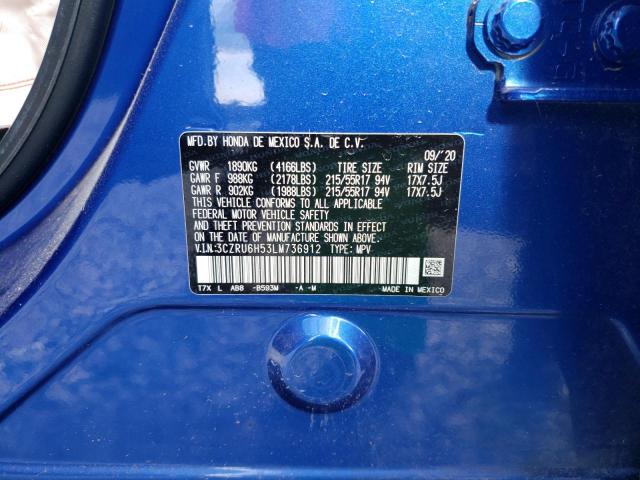 MFD.BY HONDA DE MEXICO S.A. DE C.V. 09/'20
GVWR 1890KG (4166LBS) TIRE SIZE RIM SIZE
GAWR F 988KG (2178LBS) 215/55R17 94V 17X7.5J
GAWR R 902KG (1988LBS) 215/55R17 94V 17X7.5J
THIS VEHICLE CONFORMS TO ALL APPLICABLE
FEDERAL MOTOR VEHICLE SAFETY
AND THEFT PREVENTION STANDARDS IN EFFECT
ON THE DATE OF MANUFACTURE SHOWN ABOVE.
V.I.N:3CZRU6H53LM736912 TYPE: MPV
T7X L AB8 -B593M -A -M MADE IN MEXICO